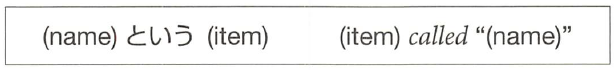 (name) という (item) (item) called “(name)”